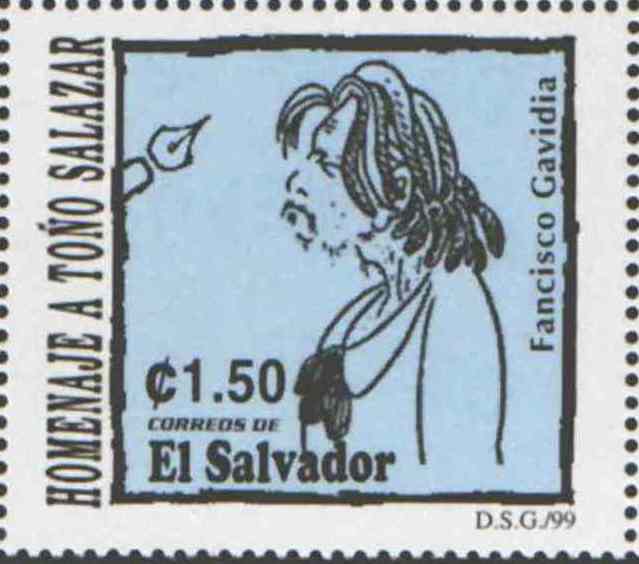 HOMENAJE A TOÑO SALAZAR
Fancisco Gavidia
₡1.50
CORREOS DE
El Salvador
D.S.G./99